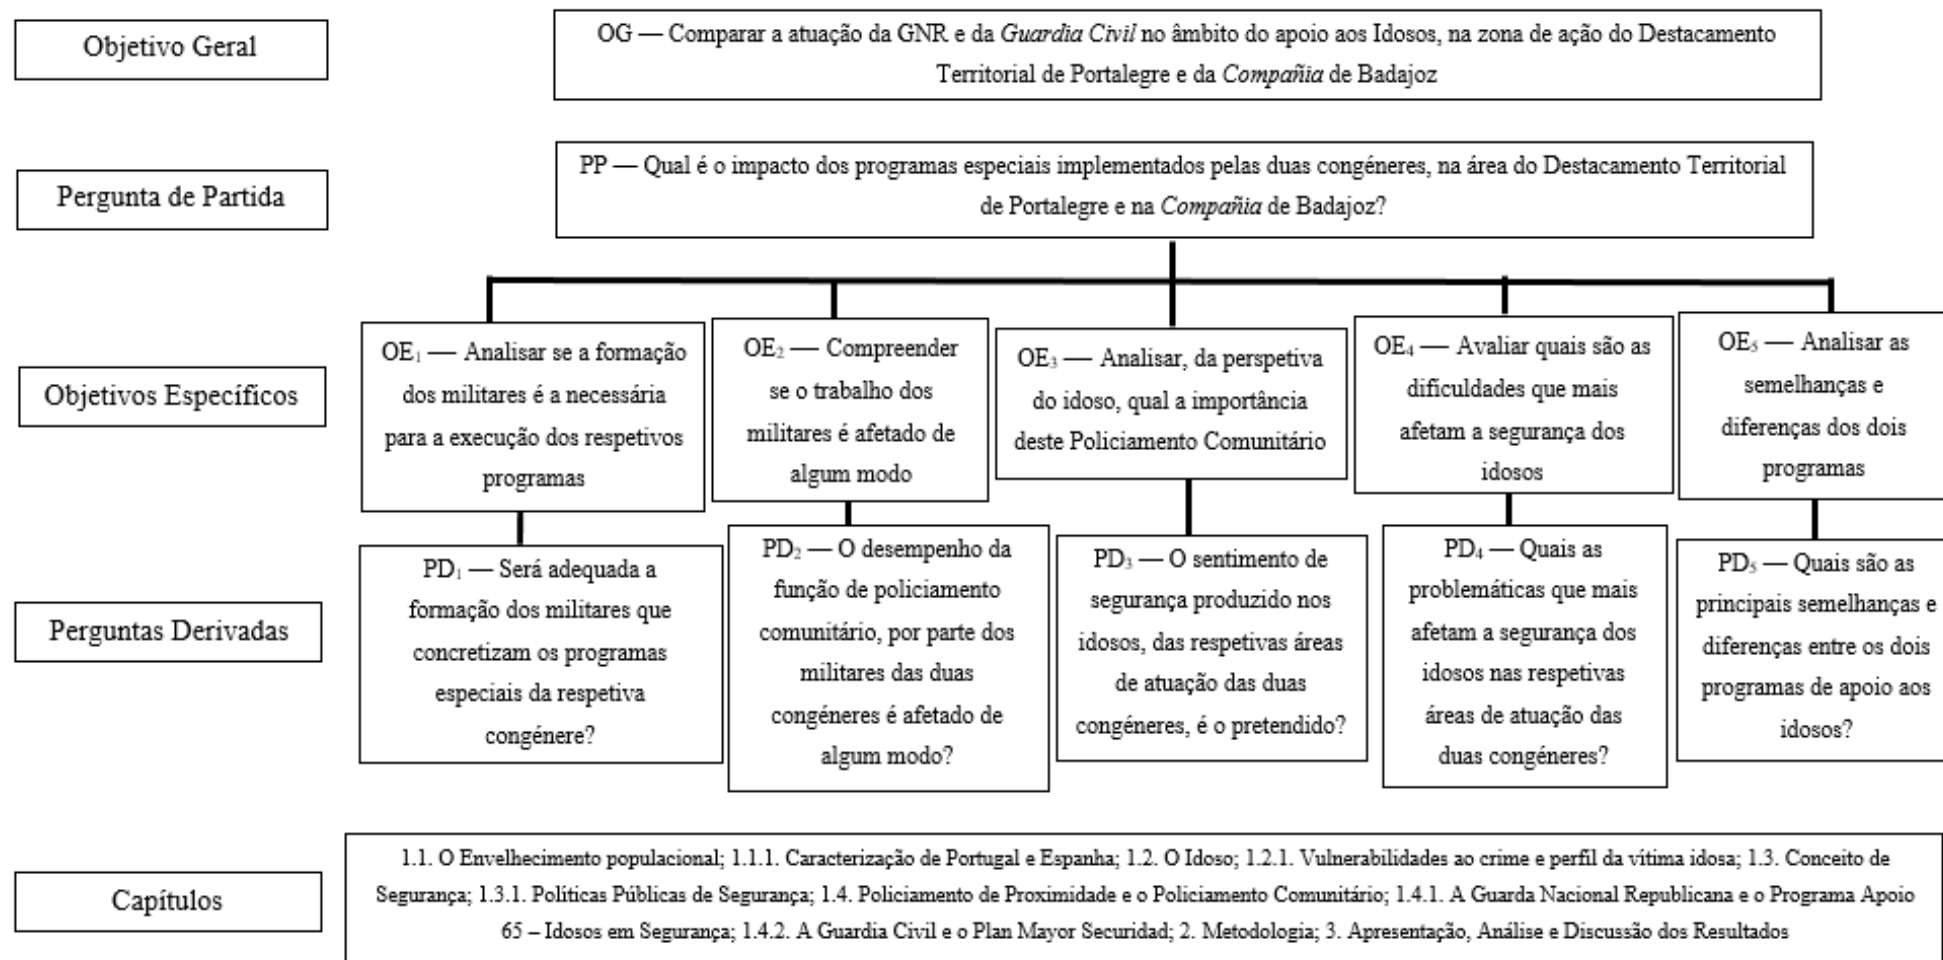 Objetivo Geral
OG — Comparar a atuação da GNR e da Guardia Civil no âmbito do apoio aos Idosos, na zona de ação do Destacamento
Territorial de Portalegre e da Compañia de Badajoz
Pergunta de Partida
PP — Qual é o impacto dos programas especiais implementados pelas duas congéneres, na área do Destacamento Territorial
de Portalegre e na Compañia de Badajoz?
Objetivos Específicos
OE₁ — Analisar se a formação
dos militares é a necessária
para a execução dos respetivos
programas
OE₂ — Compreender
se o trabalho dos
militares é afetado de
algum modo
OE₃ — Analisar, da perspetiva
do idoso, qual a importância
deste Policiamento Comunitário
OE₄ — Avaliar quais são as
dificuldades que mais
afetam a segurança dos
idosos
OE₅ — Analisar as
semelhanças e
diferenças dos dois
programas
Perguntas Derivadas
PD₁ — Será adequada a
formação dos militares que
concretizam os programas
especiais da respetiva
congénere?
PD₂ — O desempenho da
função de policiamento
comunitário, por parte dos
militares das duas
congéneres é afetado de
algum modo?
PD₃ — O sentimento de
segurança produzido nos
idosos, das respetivas áreas
de atuação das duas
congéneres, é o pretendido?
PD₄ — Quais as
problemáticas que mais
afetam a segurança dos
idosos nas respetivas
áreas de atuação das
duas congéneres?
PD₅ — Quais são as
principais semelhanças e
diferenças entre os dois
programas de apoio aos
idosos?
Capítulos
1.1. O Envelhecimento populacional; 1.1.1. Caracterização de Portugal e Espanha; 1.2. O Idoso; 1.2.1. Vulnerabilidades ao crime e perfil da vítima idosa; 1.3. Conceito de
Segurança; 1.3.1. Políticas Públicas de Segurança; 1.4. Policiamento de Proximidade e o Policiamento Comunitário; 1.4.1. A Guarda Nacional Republicana e o Programa Apoio
65 – Idosos em Segurança; 1.4.2. A Guardia Civil e o Plan Mayor Securidad; 2. Metodologia; 3. Apresentação, Análise e Discussão dos Resultados